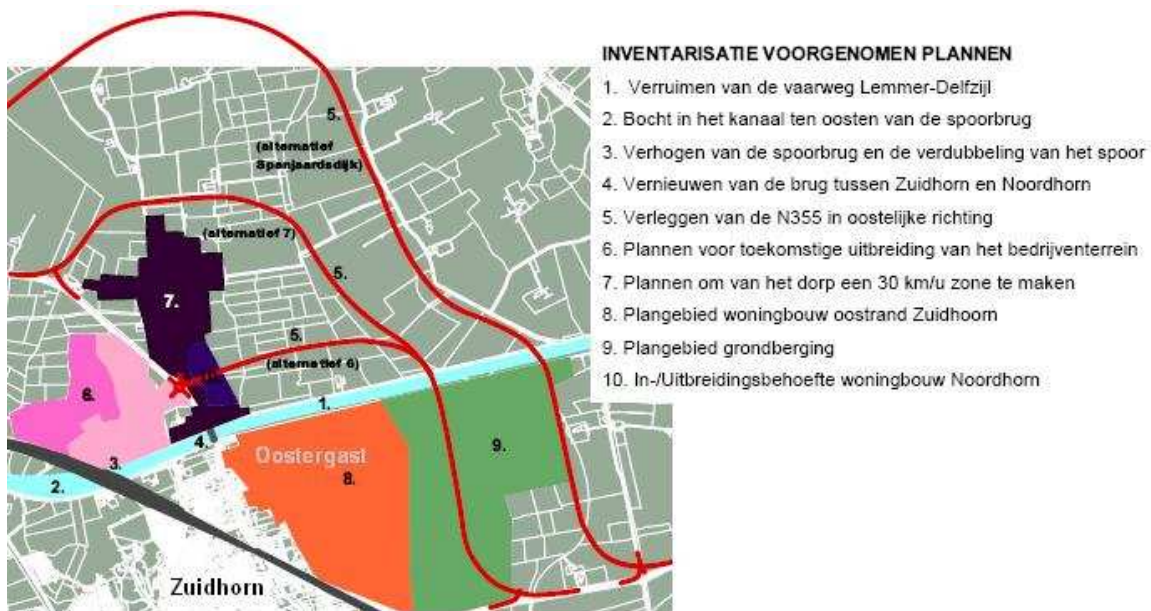 INVENTARISATIE VOORGENOMEN PLANNEN
1. Verruimen van de vaarweg Lemmer-Delfzijl
2. Bocht in het kanaal ten oosten van de spoorbrug
3. Verhogen van de spoorbrug en de verdubbeling van het spoor
4. Vernieuwen van de brug tussen Zuidhorn en Noordhorn
5. Verleggen van de N355 in oostelijke richting
6. Plannen voor toekomstige uitbreiding van het bedrijventerrein
7. Plannen om van het dorp een 30 km/u zone te maken
8. Plangebied woningbouw oostrand Zuidhoorn
9. Plangebied grondberging
10. In-/Uitbreidingsbehoefte woningbouw Noordhorn
5.
(alternatief
Spanjaardsdijk)
(alternatief 7)
5.
7.
5.
(alternatief 6)
6.
1.
4.
3.
2.
Oostergast
8.
9.
Zuidhorn